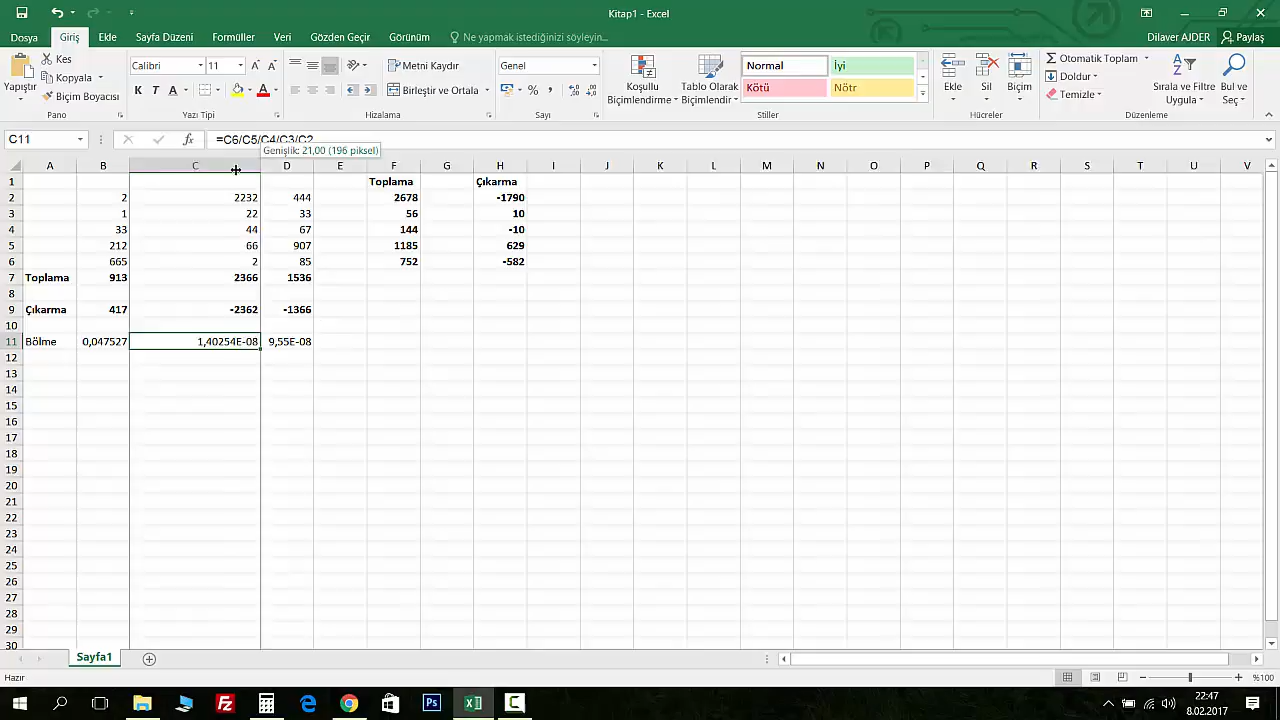 Kitap1 - Excel
Dosya Giriş Ekle Sayfa Düzeni Formüller Veri Gözden Geçir Görünüm Ne yapmak istediğinizi söyleyin... Dilaver AJDER Paylaş
Yapıştır
Kes
Kopyala
Biçim Boyacısı
Pano
Calibri 11
K T A
Yazı Tipi
Metni Kaydır
Birleştir ve Ortala
Hizalama
Genel
%
Sayı
Koşullu Biçimlendirme
Tablo Olarak Biçimlendir
Normal İyi
Kötü Nötr
Stiller
Ekle Sil Biçim
Hücreler
Otomatik Toplam
Doldur
Temizle
Sırala ve Filtre Uygula
Bul ve Seç
Düzenleme
C11 fx =C6/C5/C4/C3/C2
Genişlik: 21,00 (196 piksel)
C D E F G H I J K L M N O P Q R S T U V
1 Toplama Çıkarma
2 2 2232 444 2678 -1790
3 1 22 33 56 10
4 33 44 67 144 -10
5 212 66 907 1185 629
6 665 2 85 752 -582
7 Toplama 913 2366 1536
8
9 Çıkarma 417 -2362 -1366
10
11 Bölme 0,047527 1,40254E-08 9,55E-08
12
13
14
15
16
17
18
19
20
21
22
23
24
25
26
27
28
29
30
Sayfa1
Hazır %100
Ps
22:47
8.02.2017